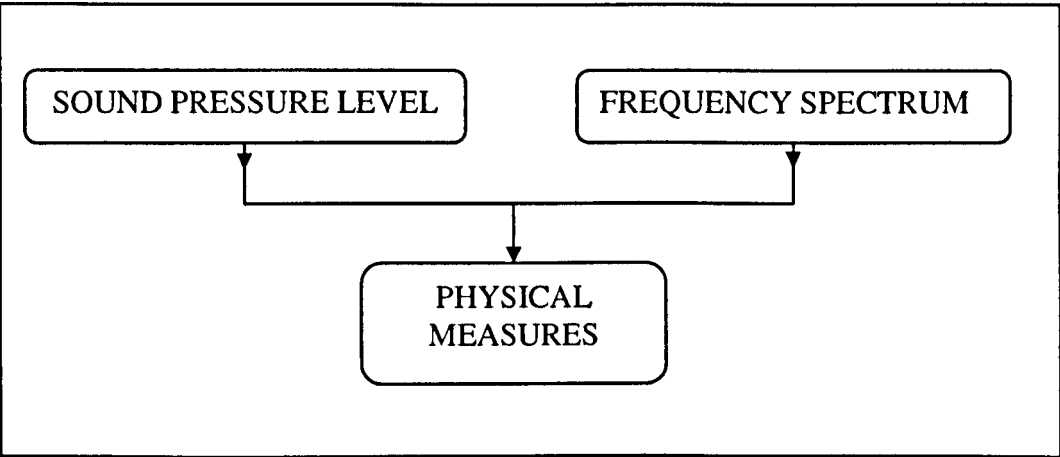 SOUND PRESSURE LEVEL
FREQUENCY SPECTRUM
PHYSICAL
MEASURES